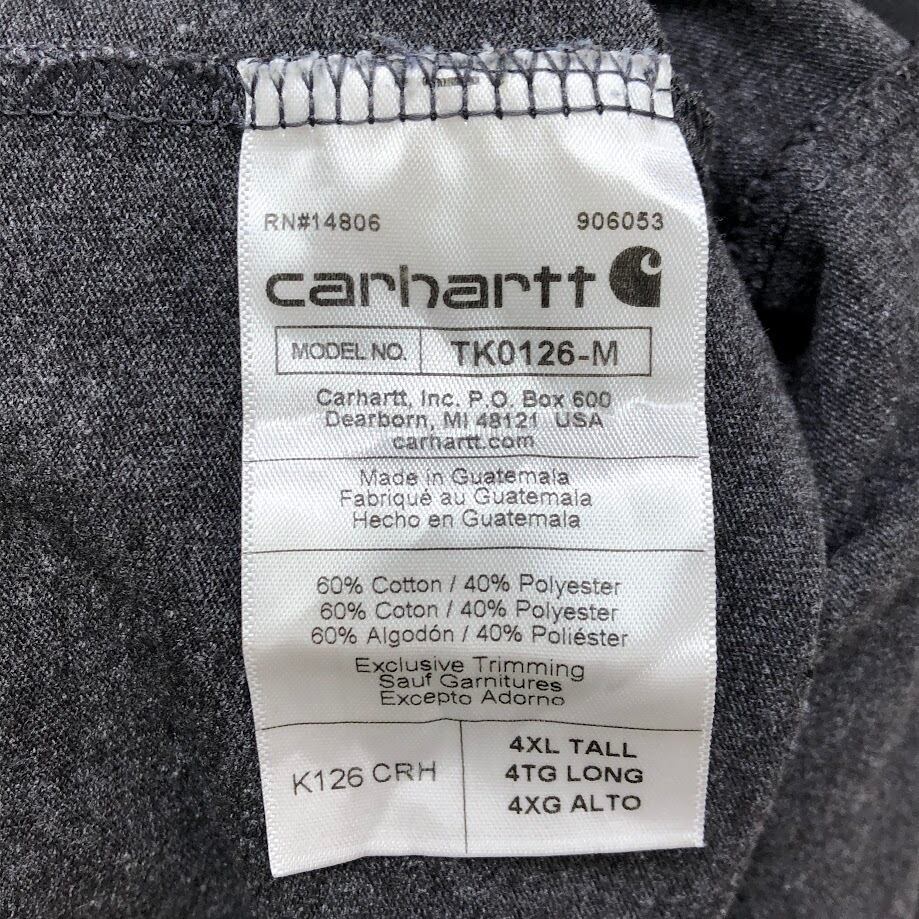 RN#14806 906053
carhartt
MODEL NO. TK0126-M
Carhartt, Inc. P.O. Box 600
Dearborn, MI 48121 USA
carhartt.com
Made in Guatemala
Fabriqué au Guatemala
Hecho en Guatemala
60% Cotton / 40% Polyester
60% Coton / 40% Polyester
60% Algodón / 40% Poliéster
Exclusive Trimming
Sauf Garnitures
Excepto Adorno
K126 CRH
4XL TALL
4TG LONG
4XG ALTO